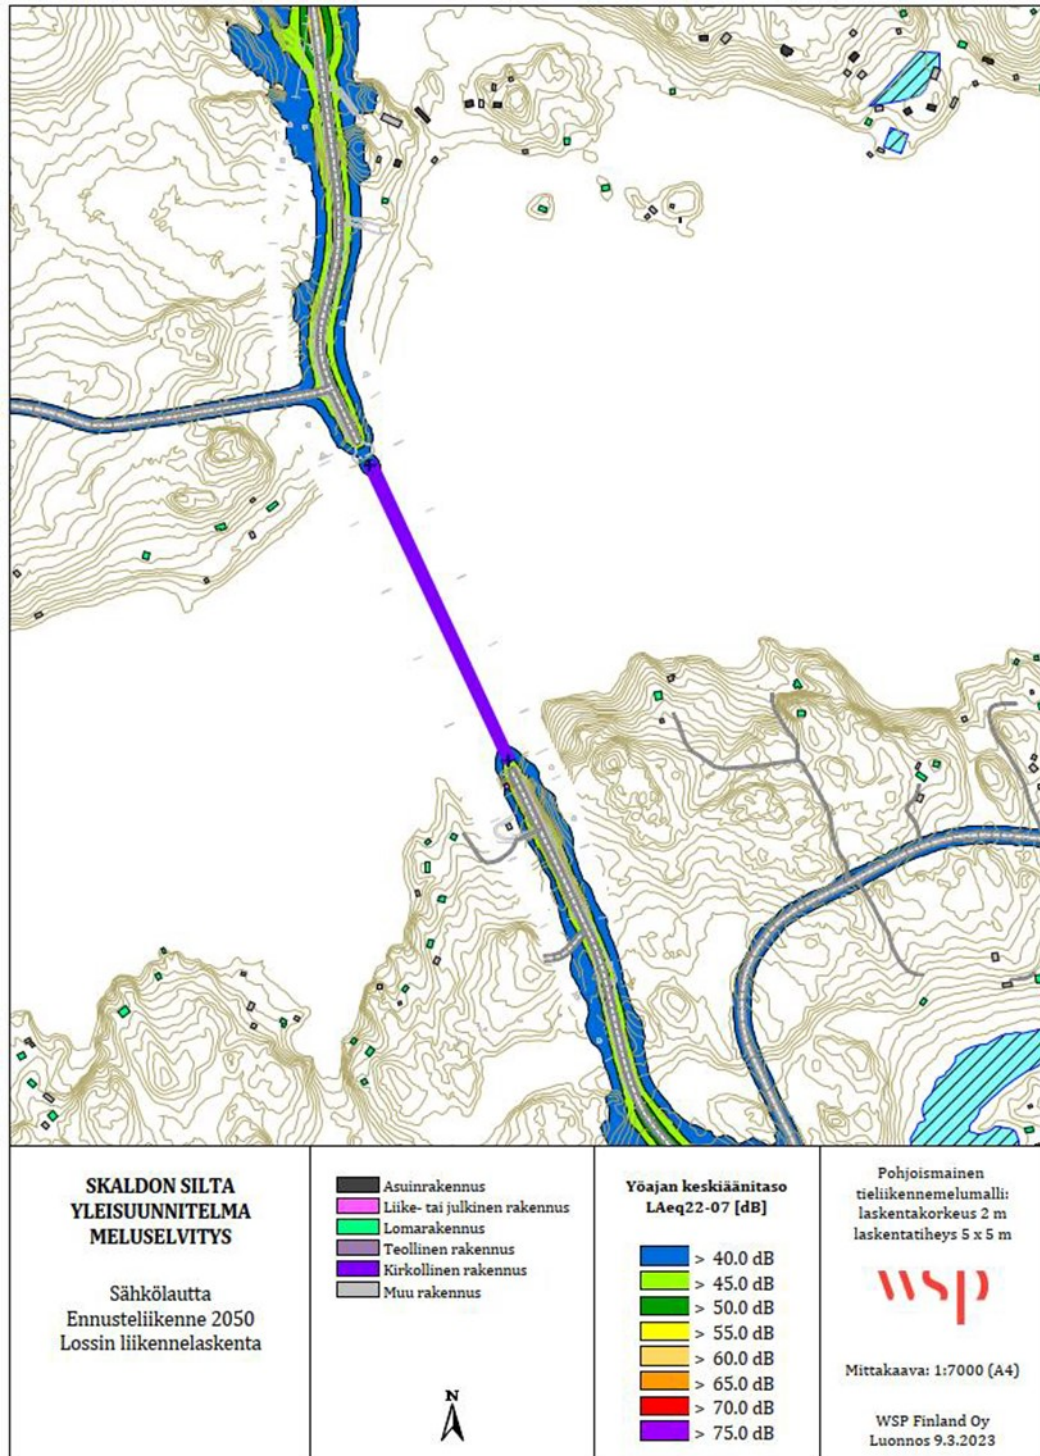 SKALDON SILTA
YLEISUUNNITELMA
MELUSELVITYS
Sähkölautta
Ennusteliikenne 2050
Lossin liikennelaskenta
Asuinrakennus
Liike- tai julkinen rakennus
Lomarakennus
Teollinen rakennus
Kirkollinen rakennus
Muu rakennus
N
Yöajan keskiäänitaso
LAeq22-07 [dB]
> 40.0 dB
> 45.0 dB
> 50.0 dB
> 55.0 dB
> 60.0 dB
> 65.0 dB
> 70.0 dB
> 75.0 dB
Pohjoismainen
tieliikennemelumalli:
laskentakorkeus 2 m
laskentatiheys 5 x 5 m
wsp
Mittakaava: 1:7000 (A4)
WSP Finland Oy
Luonnos 9.3.2023